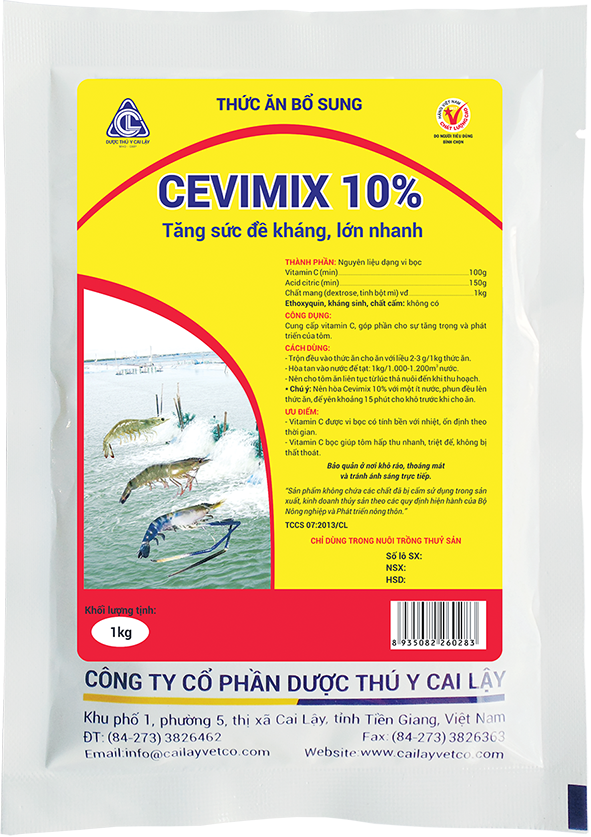 THỨC ĂN BỔ SUNG
DƯỢC THÚ Y CAI LẬY
HÀNG VIỆT NAM
CHẤT LƯỢNG CAO
DO NGƯỜI TIÊU DÙNG
BÌNH CHỌN
CEVIMIX 10%
Tăng sức đề kháng, lớn nhanh
THÀNH PHẦN: Nguyên liệu dạng vi bọc
Vitamin C (min) 100g
Acid citric (min) 150g
Chất mang (dextrose, tinh bột mì) vđ 1kg
Ethoxyquin, kháng sinh, chất cấm: không có
CÔNG DỤNG:
Cung cấp vitamin C, góp phần cho sự tăng trọng và phát
triển của tôm.
CÁCH DÙNG:
- Trộn đều vào thức ăn cho ăn với liều 2-3 g/1kg thức ăn.
- Hòa tan vào nước để tạt: 1kg/1.000-1.200m³ nước.
- Nên cho tôm ăn liên tục từ lúc thả nuôi đến khi thu hoạch.
• Chú ý: Nên hòa Cevimix 10% với một ít nước, phun đều lên
thức ăn, để yên khoảng 15 phút cho khô trước khi cho ăn.
ƯU ĐIỂM:
- Vitamin C được vi bọc có tính bền với nhiệt, ổn định theo
thời gian.
- Vitamin C bọc giúp tôm hấp thu nhanh, triệt để, không bị
thất thoát.
Bảo quản ở nơi khô ráo, thoáng mát
và tránh ánh sáng trực tiếp.
"Sản phẩm không chứa các chất đã bị cấm sử dụng trong sản
xuất, kinh doanh thủy sản theo các quy định hiện hành của Bộ
Nông nghiệp và Phát triển nông thôn."
TCCS 07:2013/CL
CHỈ DÙNG TRONG NUÔI TRỒNG THUỶ SẢN
Số lô SX:
NSX:
HSD:
Khối lượng tịnh:
1kg
8 935082 260283
CÔNG TY CỔ PHẦN DƯỢC THÚ Y CAI LẬY
Khu phố 1, phường 5, thị xã Cai Lậy, tỉnh Tiền Giang, Việt Nam
ĐT: (84-273) 3826462 Fax: (84-273) 3826363
Email:info@cailayvetco.com Website:www.cailayvetco.com